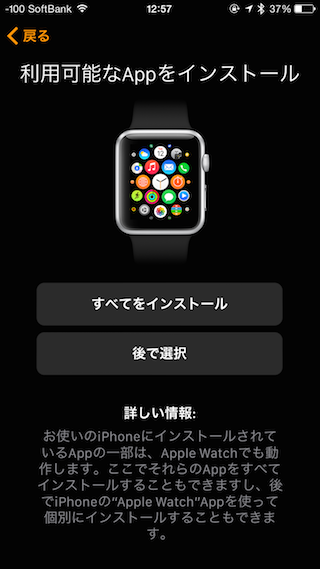 -100 SoftBank 12:57 37%
戻る
利用可能なAppをインストール
すべてをインストール
後で選択
詳しい情報:
お使いのiPhoneにインストールされて
いるAppの一部は、Apple Watchでも動
作します。ここでそれらのAppをすべて
インストールすることもできますし、後
でiPhoneの“Apple Watch”Appを使って
個別にインストールすることもできま
す。